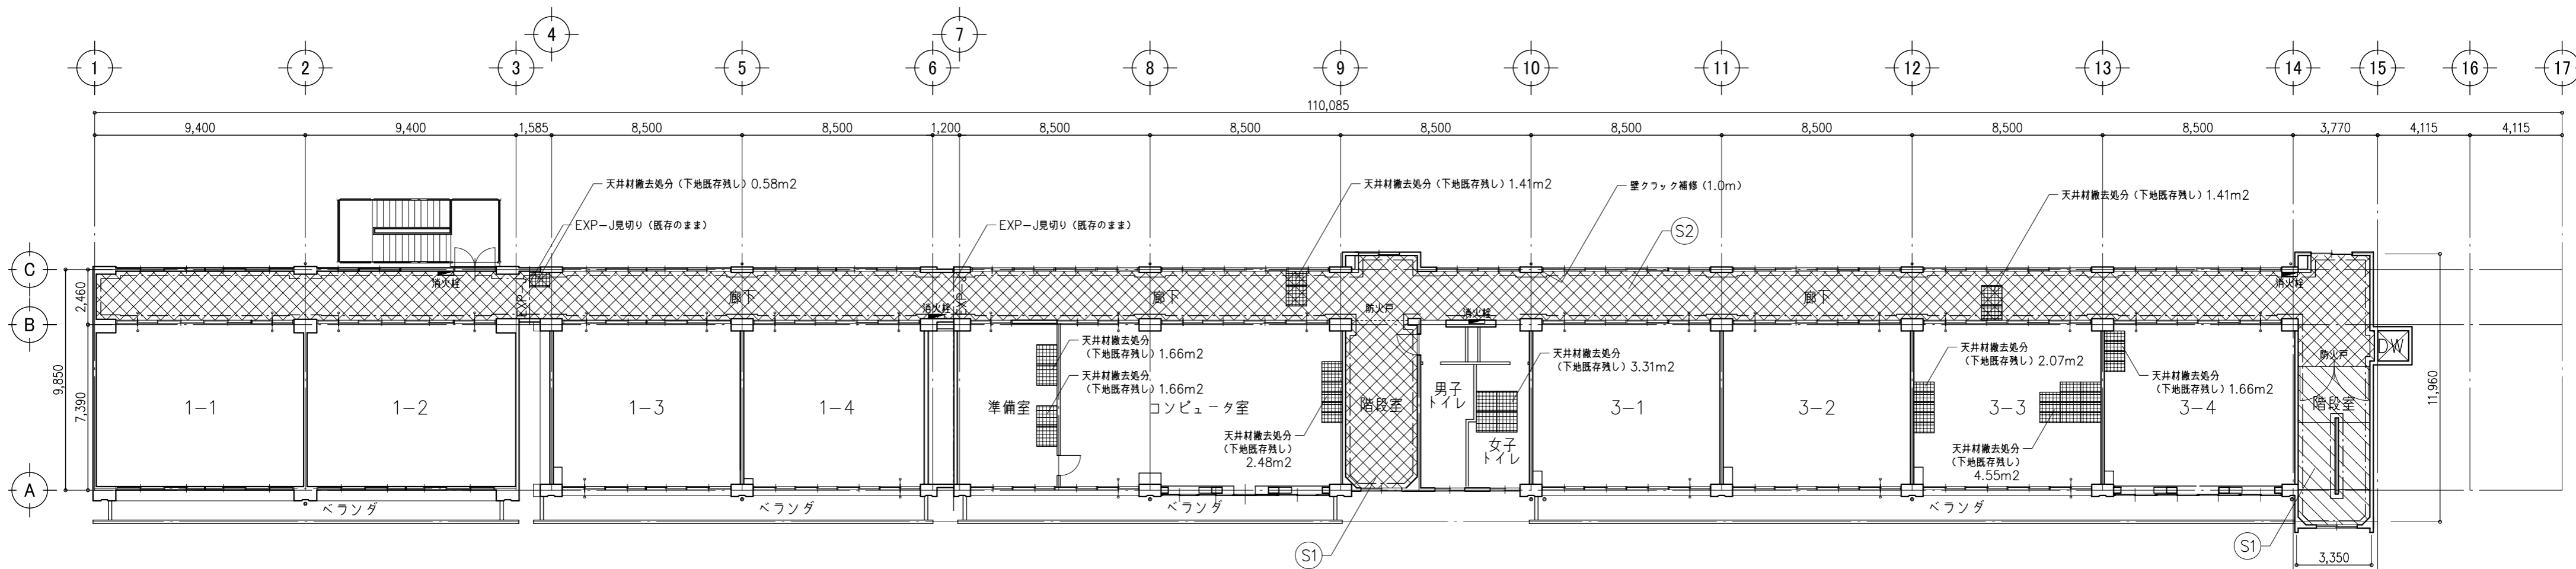 4
7
1
2
3
5
6
8
9
10
11
12
13
14
15
16
17
110,085
9,400
9,400
1,585
8,500
8,500
1,200
8,500
8,500
8,500
8,500
8,500
8,500
8,500
3,770
4,115
4,115
天井材撤去処分（下地既存残し）0.58m2
天井材撤去処分（下地既存残し）1.41m2
壁クラック補修（1.0m）
天井材撤去処分（下地既存残し）1.41m2
EXP-J見切り（既存のまま）
EXP-J見切り（既存のまま）
S2
C
B
A
2,460
9,850
7,390
消火栓
EXP-J
廊下
消火栓
EXP-J
廊下
防火戸
消火栓
廊下
消火栓
防火戸
DW
11,960
天井材撤去処分
（下地既存残し）1.66m2
天井材撤去処分
（下地既存残し）1.66m2
天井材撤去処分
（下地既存残し）3.31m2
天井材撤去処分
（下地既存残し）2.07m2
天井材撤去処分
（下地既存残し）1.66m2
1-1
1-2
1-3
1-4
準備室
コンピュータ室
階段室
男子
トイレ
女子
トイレ
3-1
3-2
3-3
3-4
階段室
天井材撤去処分
（下地既存残し）
2.48m2
天井材撤去処分
（下地既存残し）
4.55m2
ベランダ
ベランダ
ベランダ
ベランダ
S1
S1
3,350